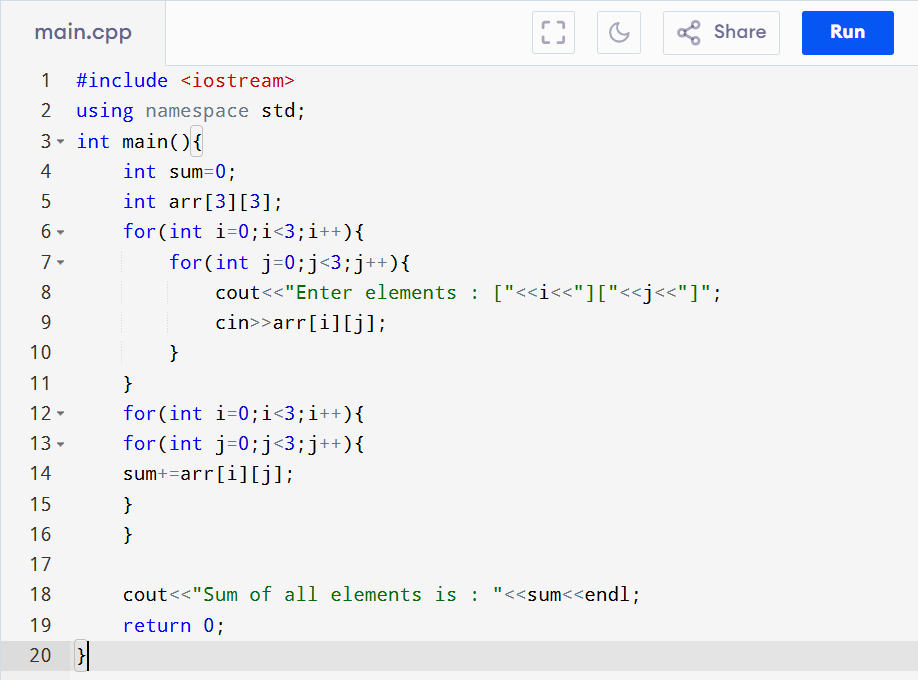 main.cpp
Share
Run
1 #include <iostream>
2 using namespace std;
3 int main(){
4     int sum=0;
5     int arr[3][3];
6     for(int i=0;i<3;i++){
7         for(int j=0;j<3;j++){
8             cout<<"Enter elements : ["<<i<<"]["<<j<<"]";
9             cin>>arr[i][j];
10         }
11     }
12     for(int i=0;i<3;i++){
13     for(int j=0;j<3;j++){
14     sum+=arr[i][j];
15     }
16     }
17
18     cout<<"Sum of all elements is : "<<sum<<endl;
19     return 0;
20 }